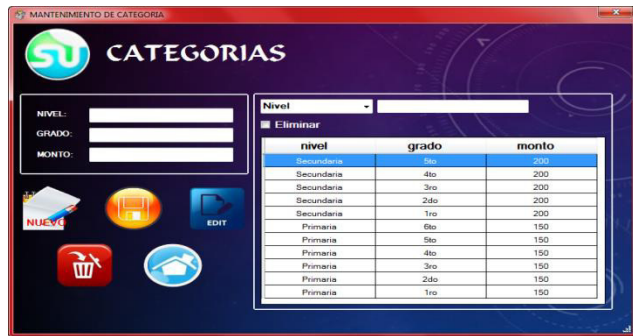 MANTENIMIENTO DE CATEGORIA
CATEGORIAS
NIVEL:
GRADO:
MONTO:
NUEVO
EDIT
Nivel
Eliminar
nivel grado monto
Secundaria 5to 200
Secundaria 4to 200
Secundaria 3ro 200
Secundaria 2do 200
Secundaria 1ro 200
Primaria 6to 150
Primaria 5to 150
Primaria 4to 150
Primaria 3ro 150
Primaria 2do 150
Primaria 1ro 150